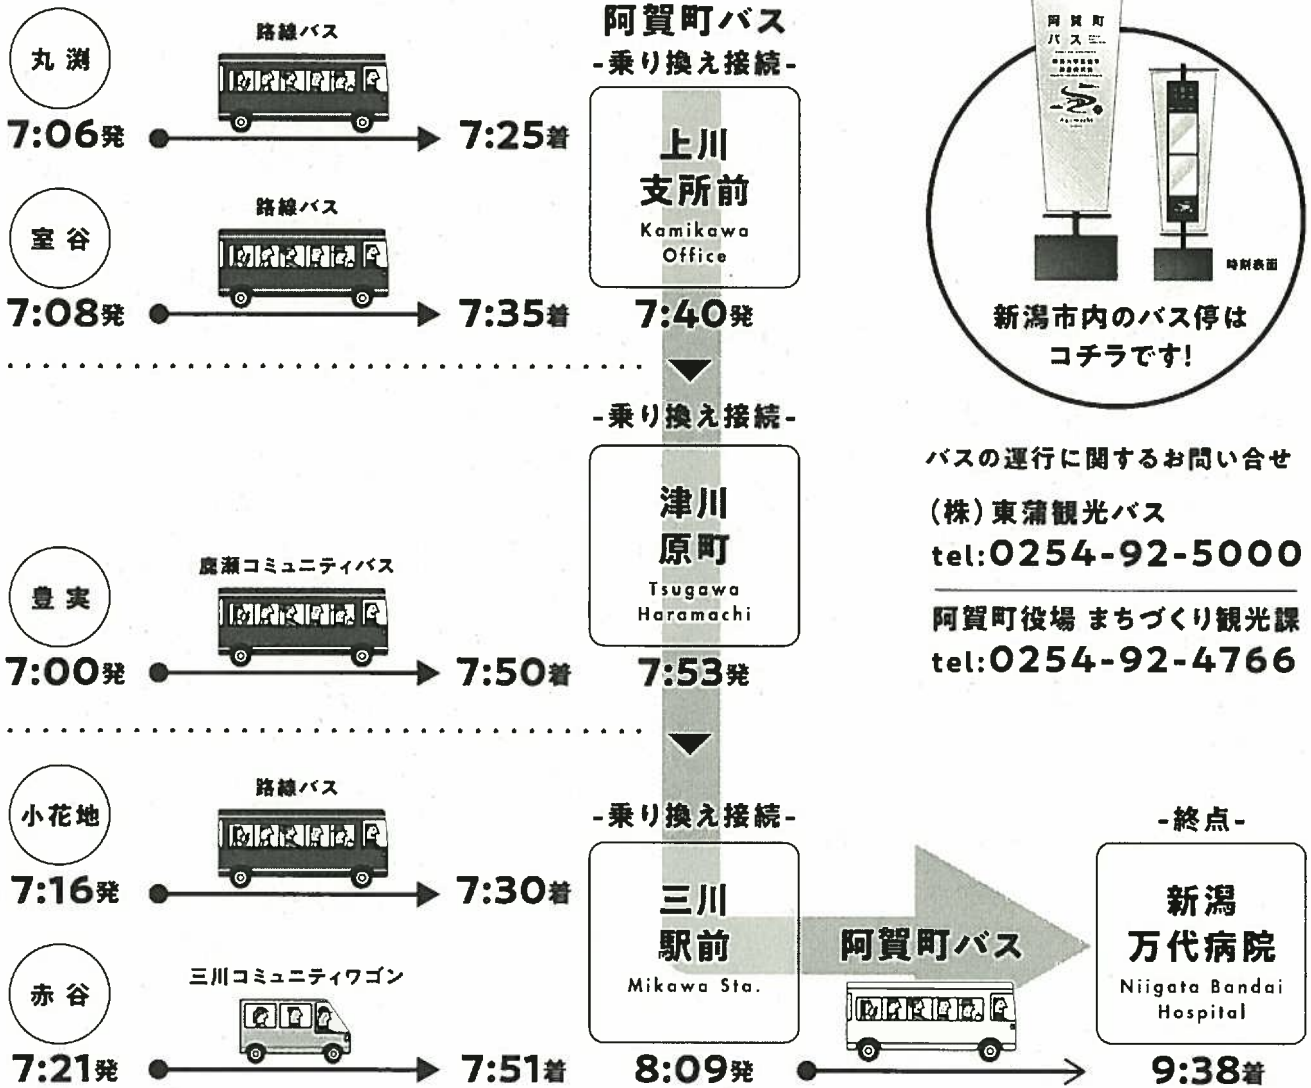 阿賀町バス
-乗り換え接続-
丸渕
路線バス
7:06発
7:25着
室谷
路線バス
7:08発
7:35着
上川
支所前
Kamikawa
Office
7:40発
-乗り換え接続-
豊実
鹿瀬コミュニティバス
7:00発
7:50着
津川
原町
Tsugawa
Haramachi
7:53発
-乗り換え接続-
小花地
路線バス
7:16発
7:30着
赤谷
三川コミュニティワゴン
7:21発
7:51着
三川
駅前
Mikawa Sta.
8:09発
阿賀町バス
-終点-
新潟
万代病院
Niigata Bandai
Hospital
9:38着
阿賀町
バス
時刻表面
新潟市内のバス停は
コチラです!
バスの運行に関するお問い合せ
(株)東蒲観光バス
tel:0254-92-5000
阿賀町役場 まちづくり観光課
tel:0254-92-4766